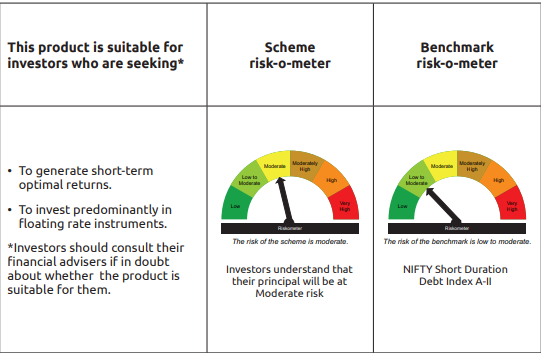 This product is suitable for
investors who are seeking*
Scheme
risk-o-meter
Benchmark
risk-o-meter
• To generate short-term
optimal returns.
• To invest predominantly in
floating rate instruments.
*Investors should consult their
financial advisers if in doubt
about whether the product is
suitable for them.
Low
Low to
Moderate
Moderate
Moderately
High
High
Very
High
Riskometer
The risk of the scheme is moderate.
Investors understand that
their principal will be at
Moderate risk
Low
Low to
Moderate
Moderate
Moderately
High
High
Very
High
Riskometer
The risk of the benchmark is low to moderate.
NIFTY Short Duration
Debt Index A-II